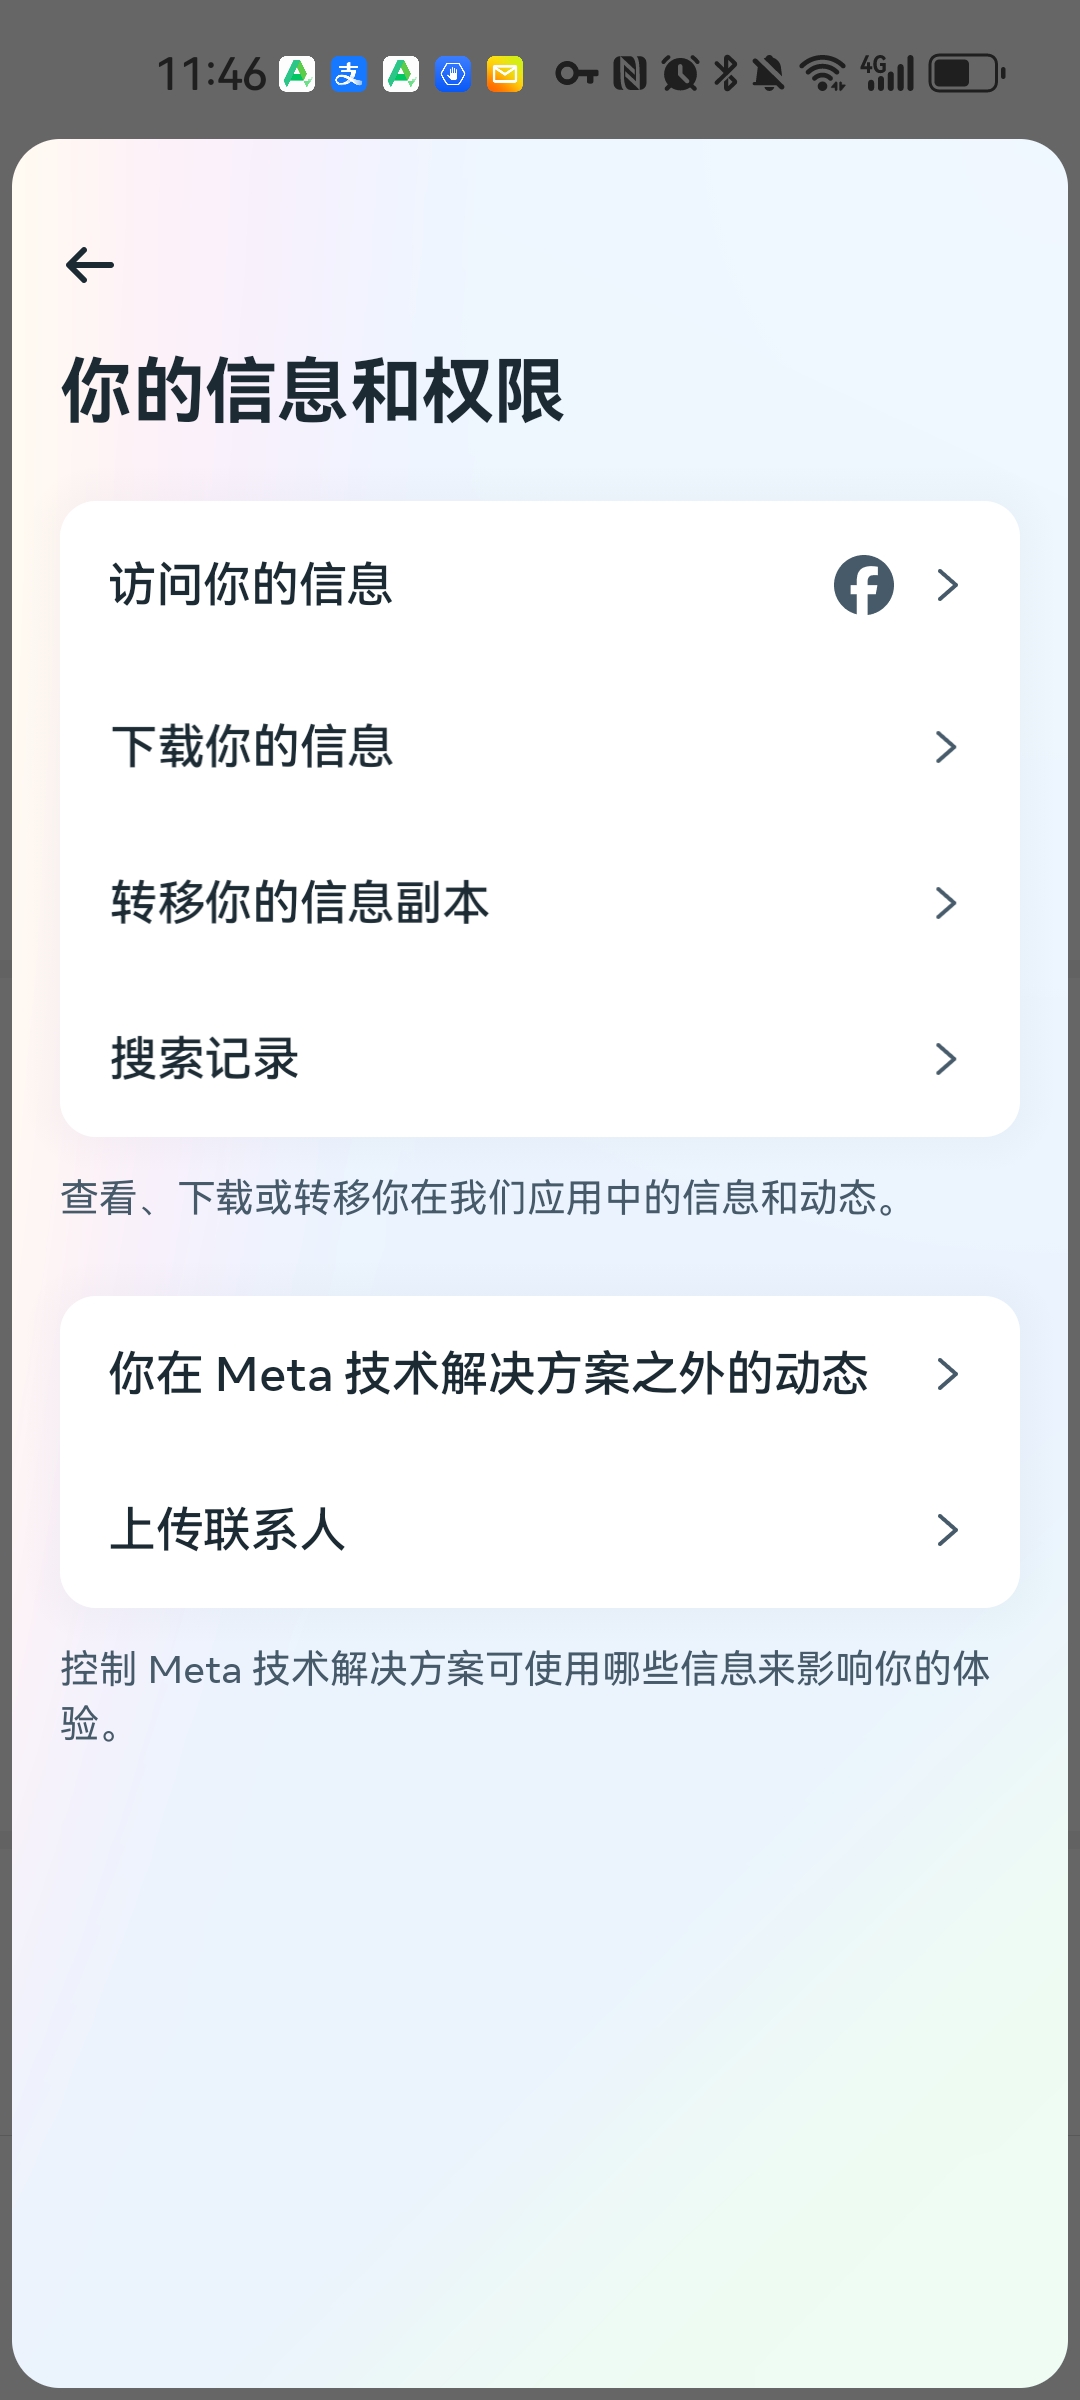 11:46
支
4G
你的信息和权限
访问你的信息
下载你的信息
转移你的信息副本
搜索记录
查看、下载或转移你在我们应用中的信息和动态。
你在 Meta 技术解决方案之外的动态
上传联系人
控制 Meta 技术解决方案可使用哪些信息来影响你的体
验。